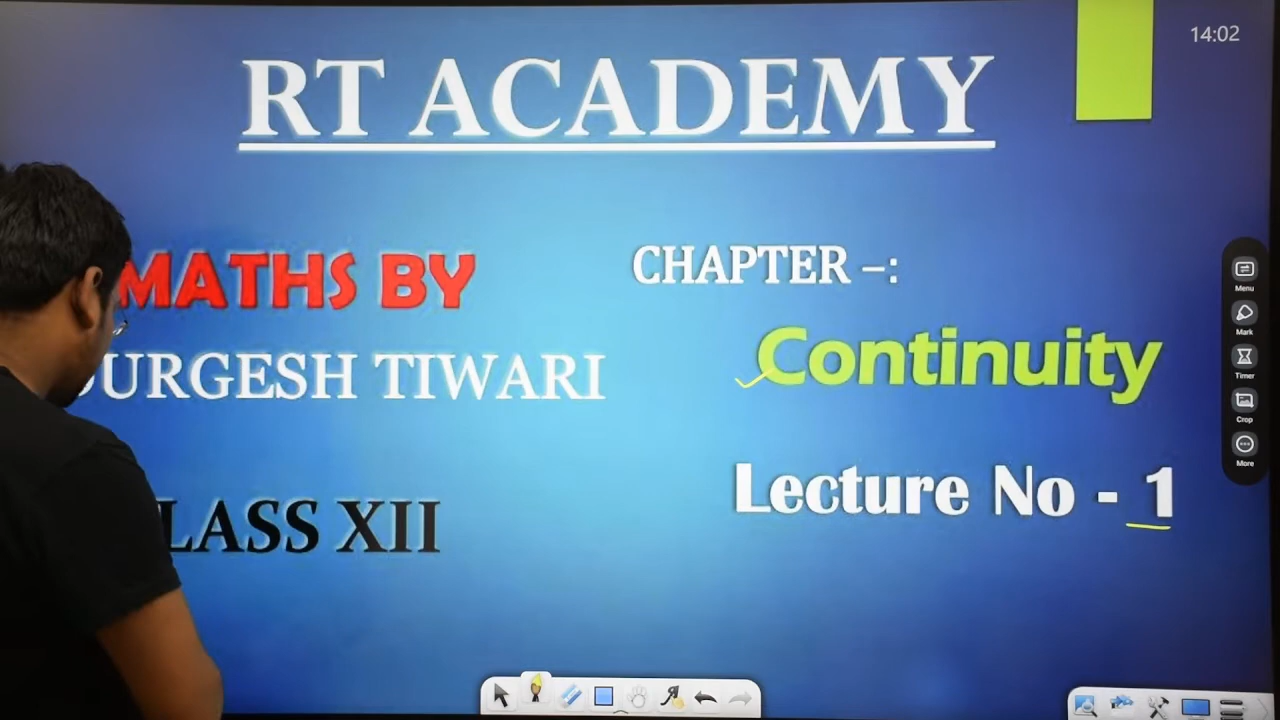 RT ACADEMY
14:02
MATHS BY
URGESH TIWARI
LASS XII
CHAPTER –:
Continuity
Lecture No - 1
Menu
Mark
Timer
Crop
More